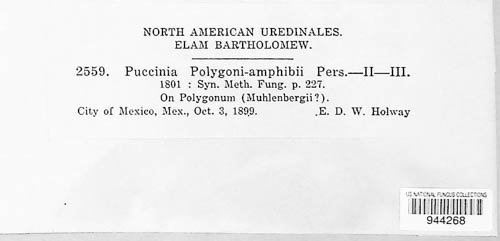 NORTH AMERICAN UREDINALES.
ELAM BARTHOLOMEW.
2559. Puccinia Polygoni-amphibii Pers.—II—III.
1801 : Syn. Meth. Fung. p. 227.
On Polygonum (Muhlenbergii?).
City of Mexico, Mex., Oct. 3, 1899. .E. D. W. Holway
US NATIONAL FUNGUS COLLECTIONS
944268